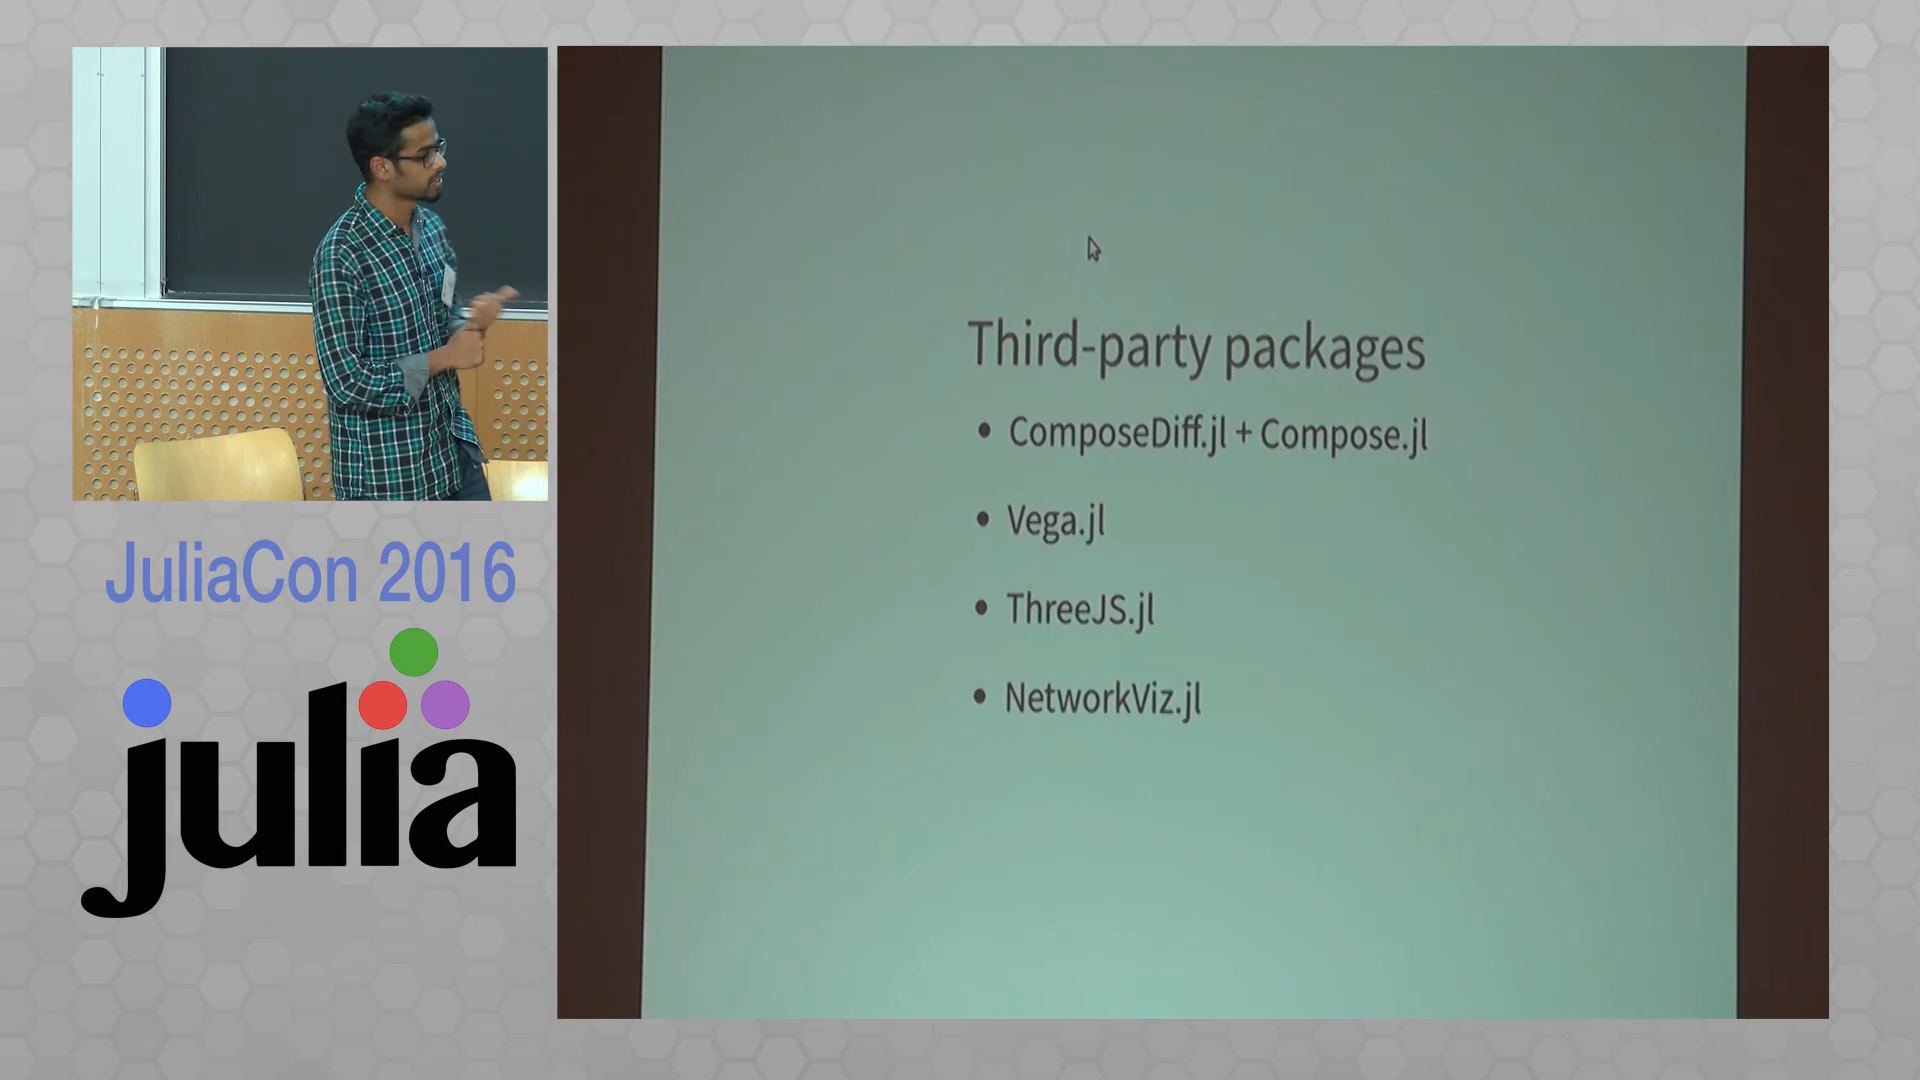 JuliaCon 2016
julia
Third-party packages
• ComposeDiff.jl + Compose.jl
• Vega.jl
• ThreeJS.jl
• NetworkViz.jl